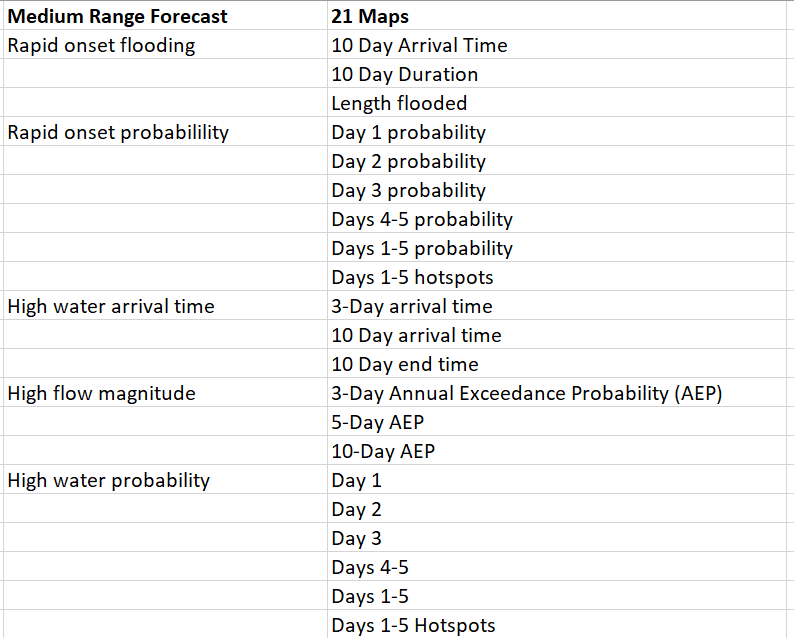 Medium Range Forecast 21 Maps
Rapid onset flooding 10 Day Arrival Time
10 Day Duration
Length flooded
Rapid onset probabilility Day 1 probability
Day 2 probability
Day 3 probability
Days 4-5 probability
Days 1-5 probability
Days 1-5 hotspots
High water arrival time 3-Day arrival time
10 Day arrival time
10 Day end time
High flow magnitude 3-Day Annual Exceedance Probability (AEP)
5-Day AEP
10-Day AEP
High water probability Day 1
Day 2
Day 3
Days 4-5
Days 1-5
Days 1-5 Hotspots